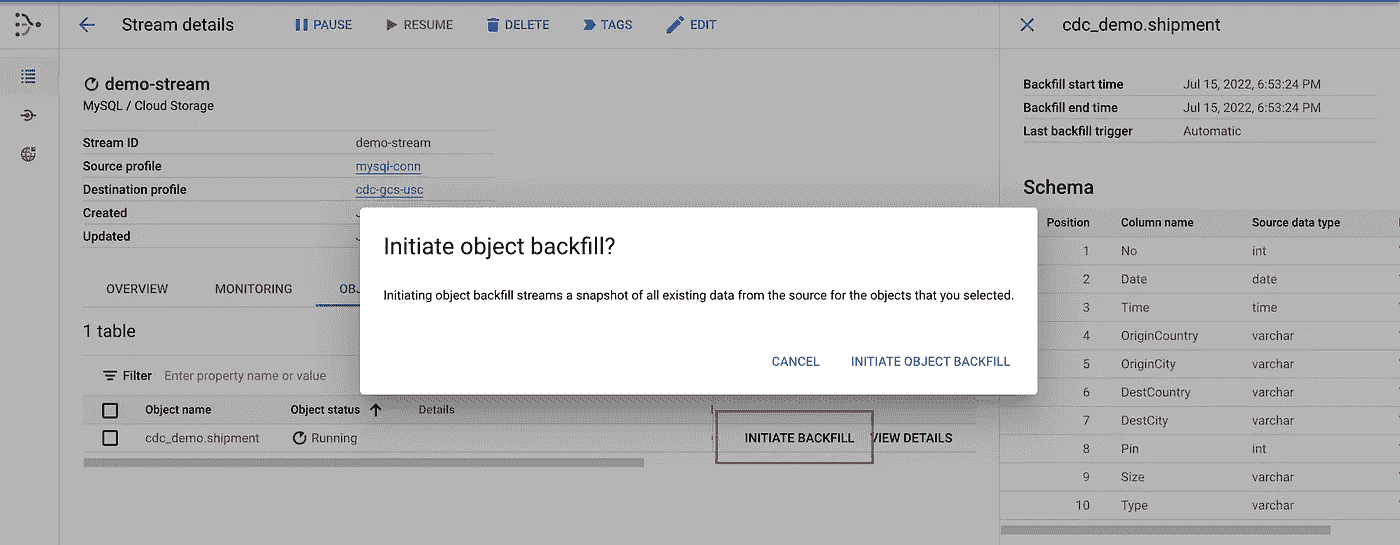 Stream details
PAUSE
RESUME
DELETE
TAGS
EDIT
cdc_demo.shipment
demo-stream
MySQL / Cloud Storage
Stream ID demo-stream
Source profile mysql-conn
Destination profile cdc-gcs-usc
Created
Updated
OVERVIEW MONITORING
1 table
Filter Enter property name or value
Object name Object status Details
cdc_demo.shipment Running INITIATE BACKFILL VIEW DETAILS
Initiate object backfill?
Initiating object backfill streams a snapshot of all existing data from the source for the objects that you selected.
CANCEL INITIATE OBJECT BACKFILL
Backfill start time Jul 15, 2022, 6:53:24 PM
Backfill end time Jul 15, 2022, 6:53:24 PM
Last backfill trigger Automatic
Schema
Position Column name Source data type
1 No int
2 Date date
3 Time time
4 OriginCountry varchar
5 OriginCity varchar
6 DestCountry varchar
7 DestCity varchar
8 Pin int
9 Size varchar
10 Type varchar